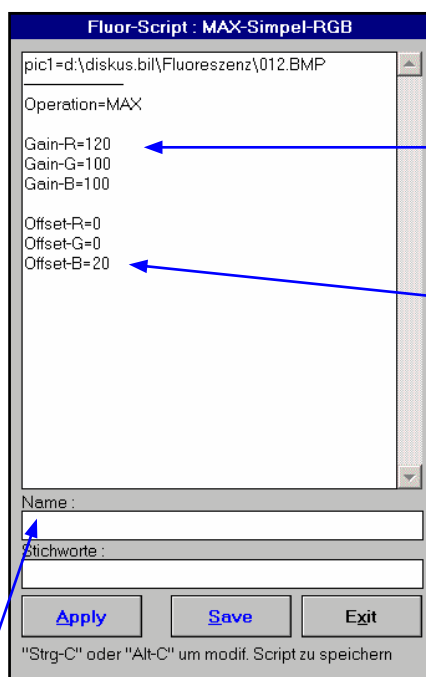 Fluor-Script : MAX-Simpel-RGB
pic1=d:\diskus.bil\Fluoreszenz\012.BMP
Operation=MAX
Gain-R=120
Gain-G=100
Gain-B=100
Offset-R=0
Offset-G=0
Offset-B=20
Name :
Stichworte :
Apply Save Exit
"Strg-C" oder "Alt-C" um modif. Script zu speichern